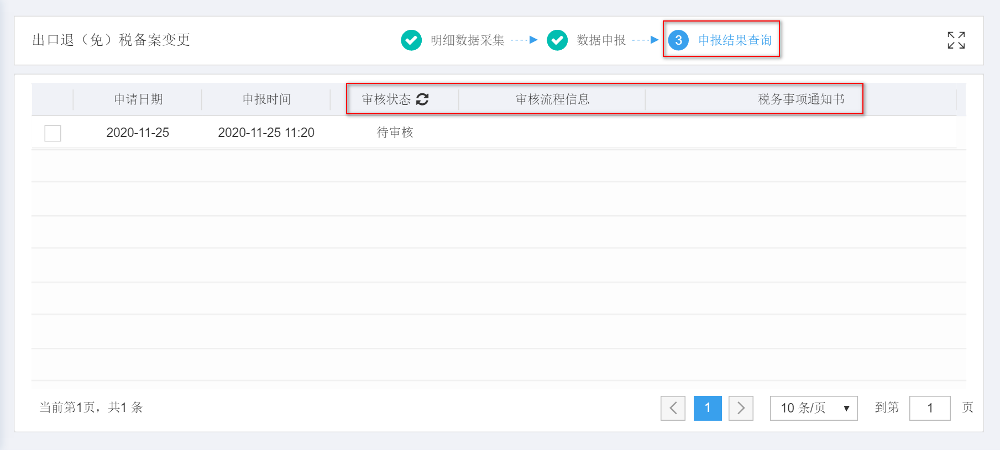 出口退（免）税备案变更
明细数据采集
数据申报
3 申报结果查询
申请日期 申报时间 审核状态 审核流程信息 税务事项通知书
2020-11-25 2020-11-25 11:20 待审核
当前第1页，共1 条
1 10 条/页 到第 1 页